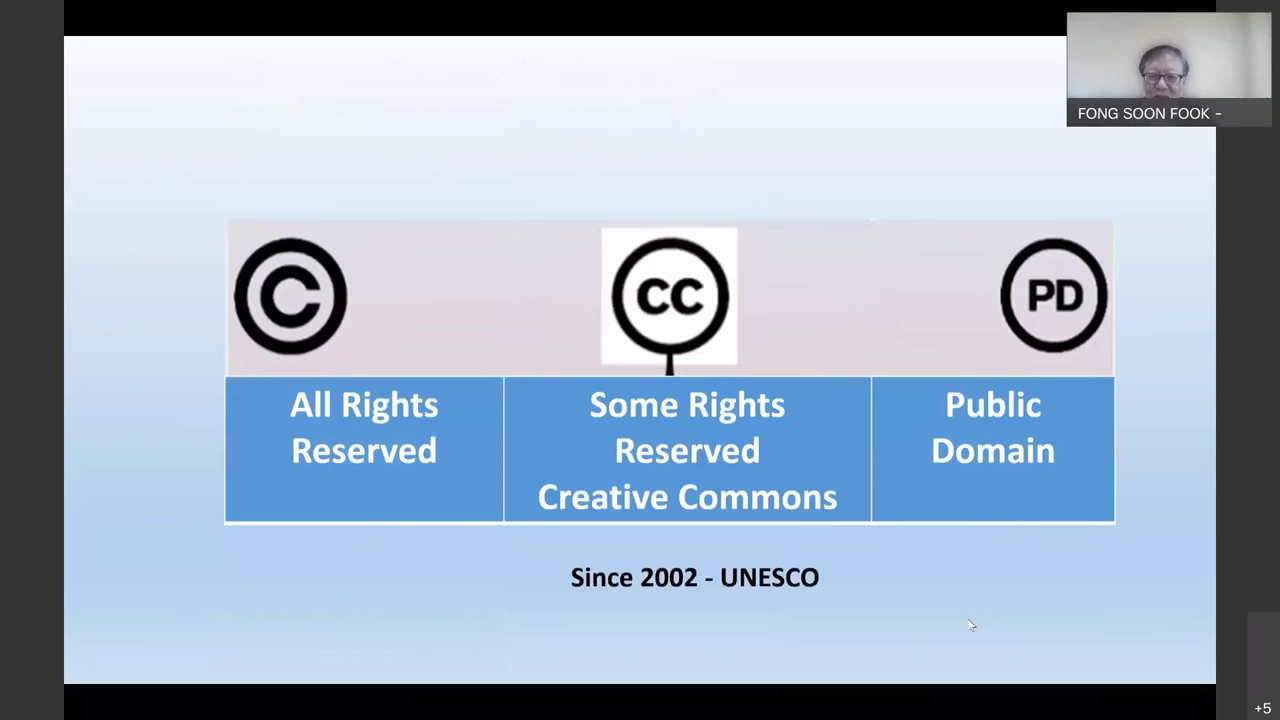 FONG SOON FOOK -
C
CC
PD
All Rights
Reserved
Some Rights
Reserved
Creative Commons
Public
Domain
Since 2002 - UNESCO
+5